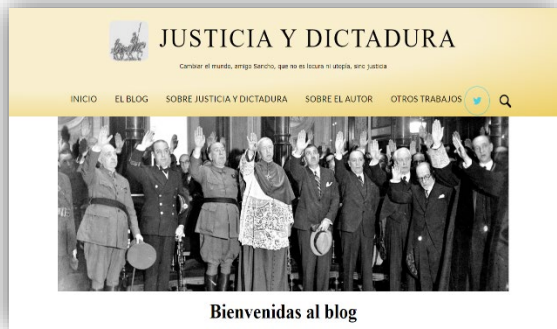 JUSTICIA Y DICTADURA
Cambiar el mundo, amigo Sancho, que no es locura ni utopía, sino justicia
INICIO EL BLOG SOBRE JUSTICIA Y DICTADURA SOBRE EL AUTOR OTROS TRABAJOS
Bienvenidas al blog